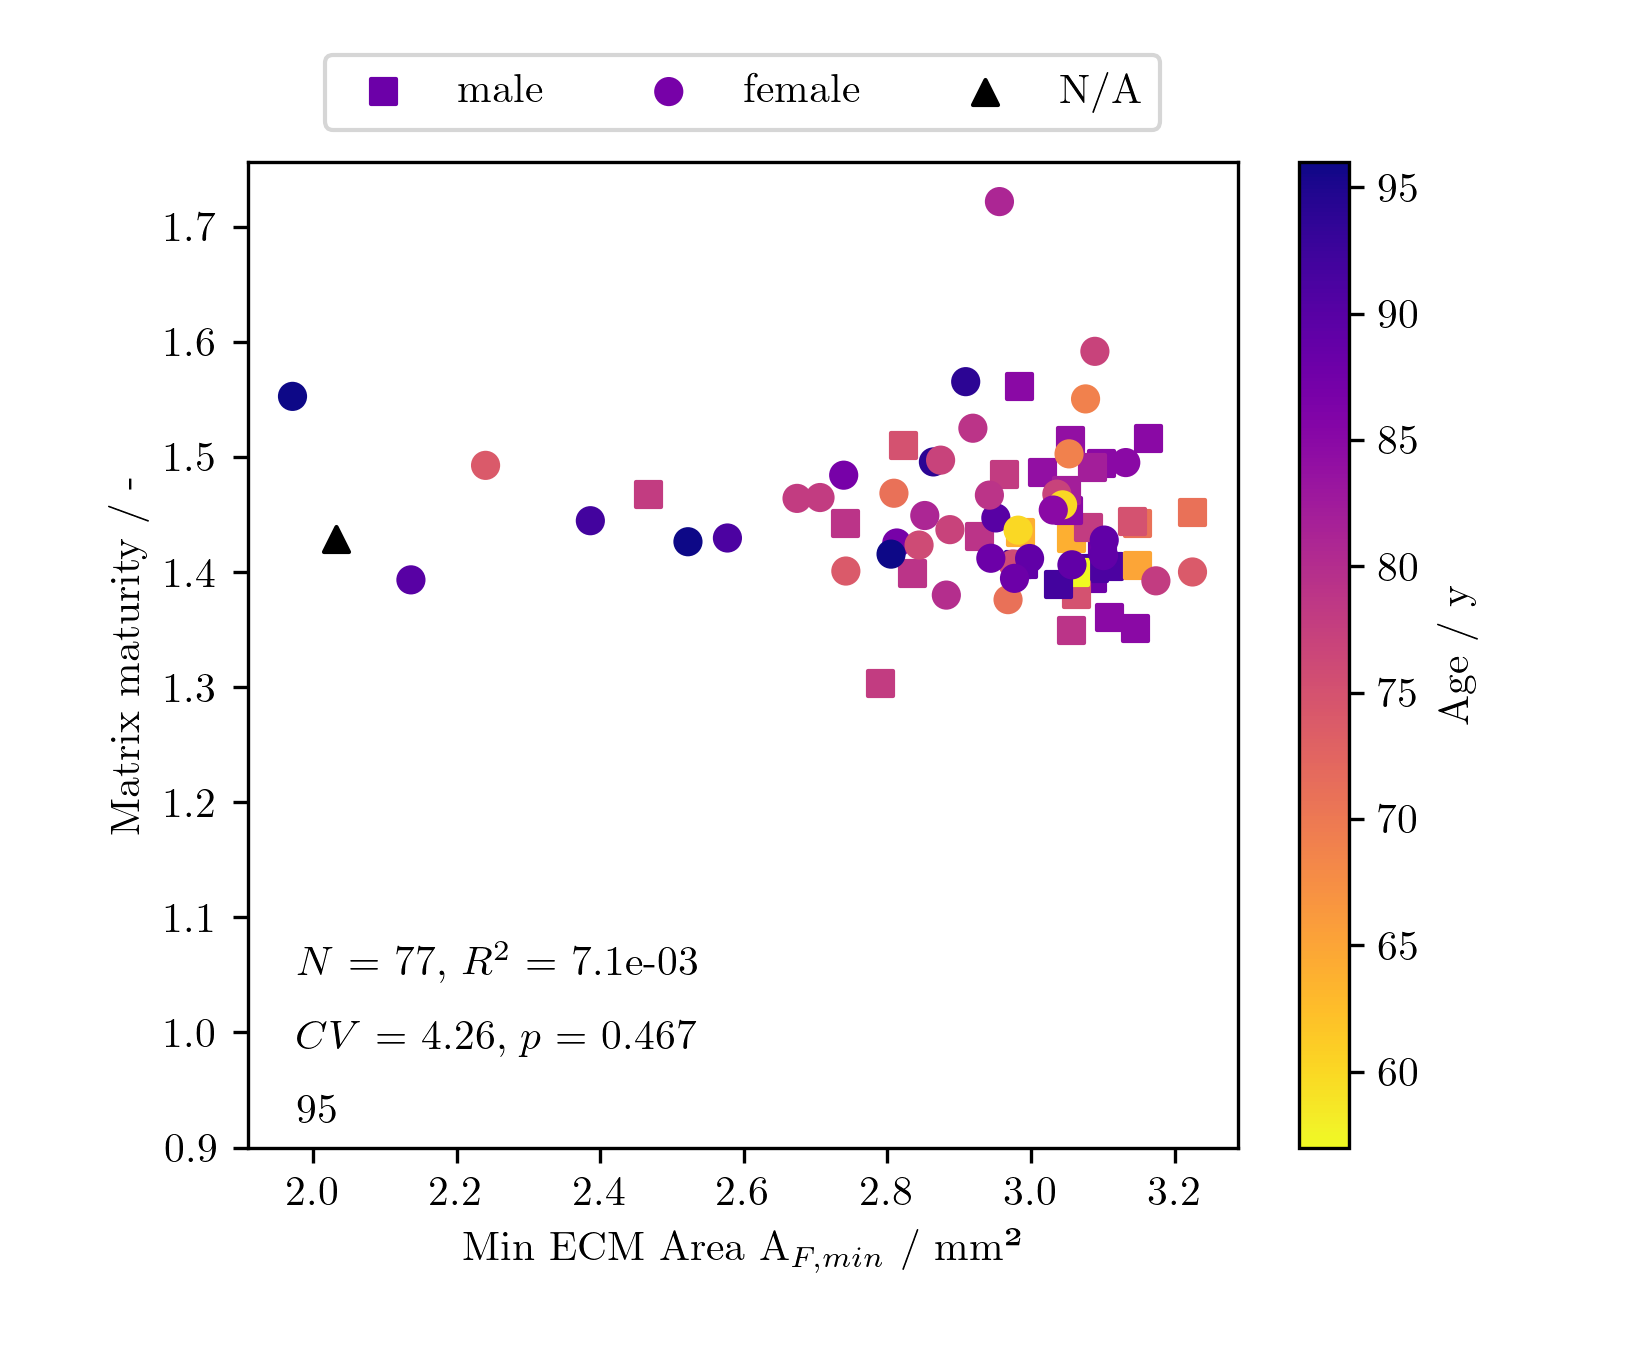 male female N/A
1.7
1.6
1.5
1.4
1.3
1.2
1.1
1.0
0.9
Matrix maturity / -
N = 77, R² = 7.1e-03
CV = 4.26, p = 0.467
95
2.0 2.2 2.4 2.6 2.8 3.0 3.2
Min ECM Area A_{F,min} / mm²
95
90
85
80
75
70
65
60
Age / y